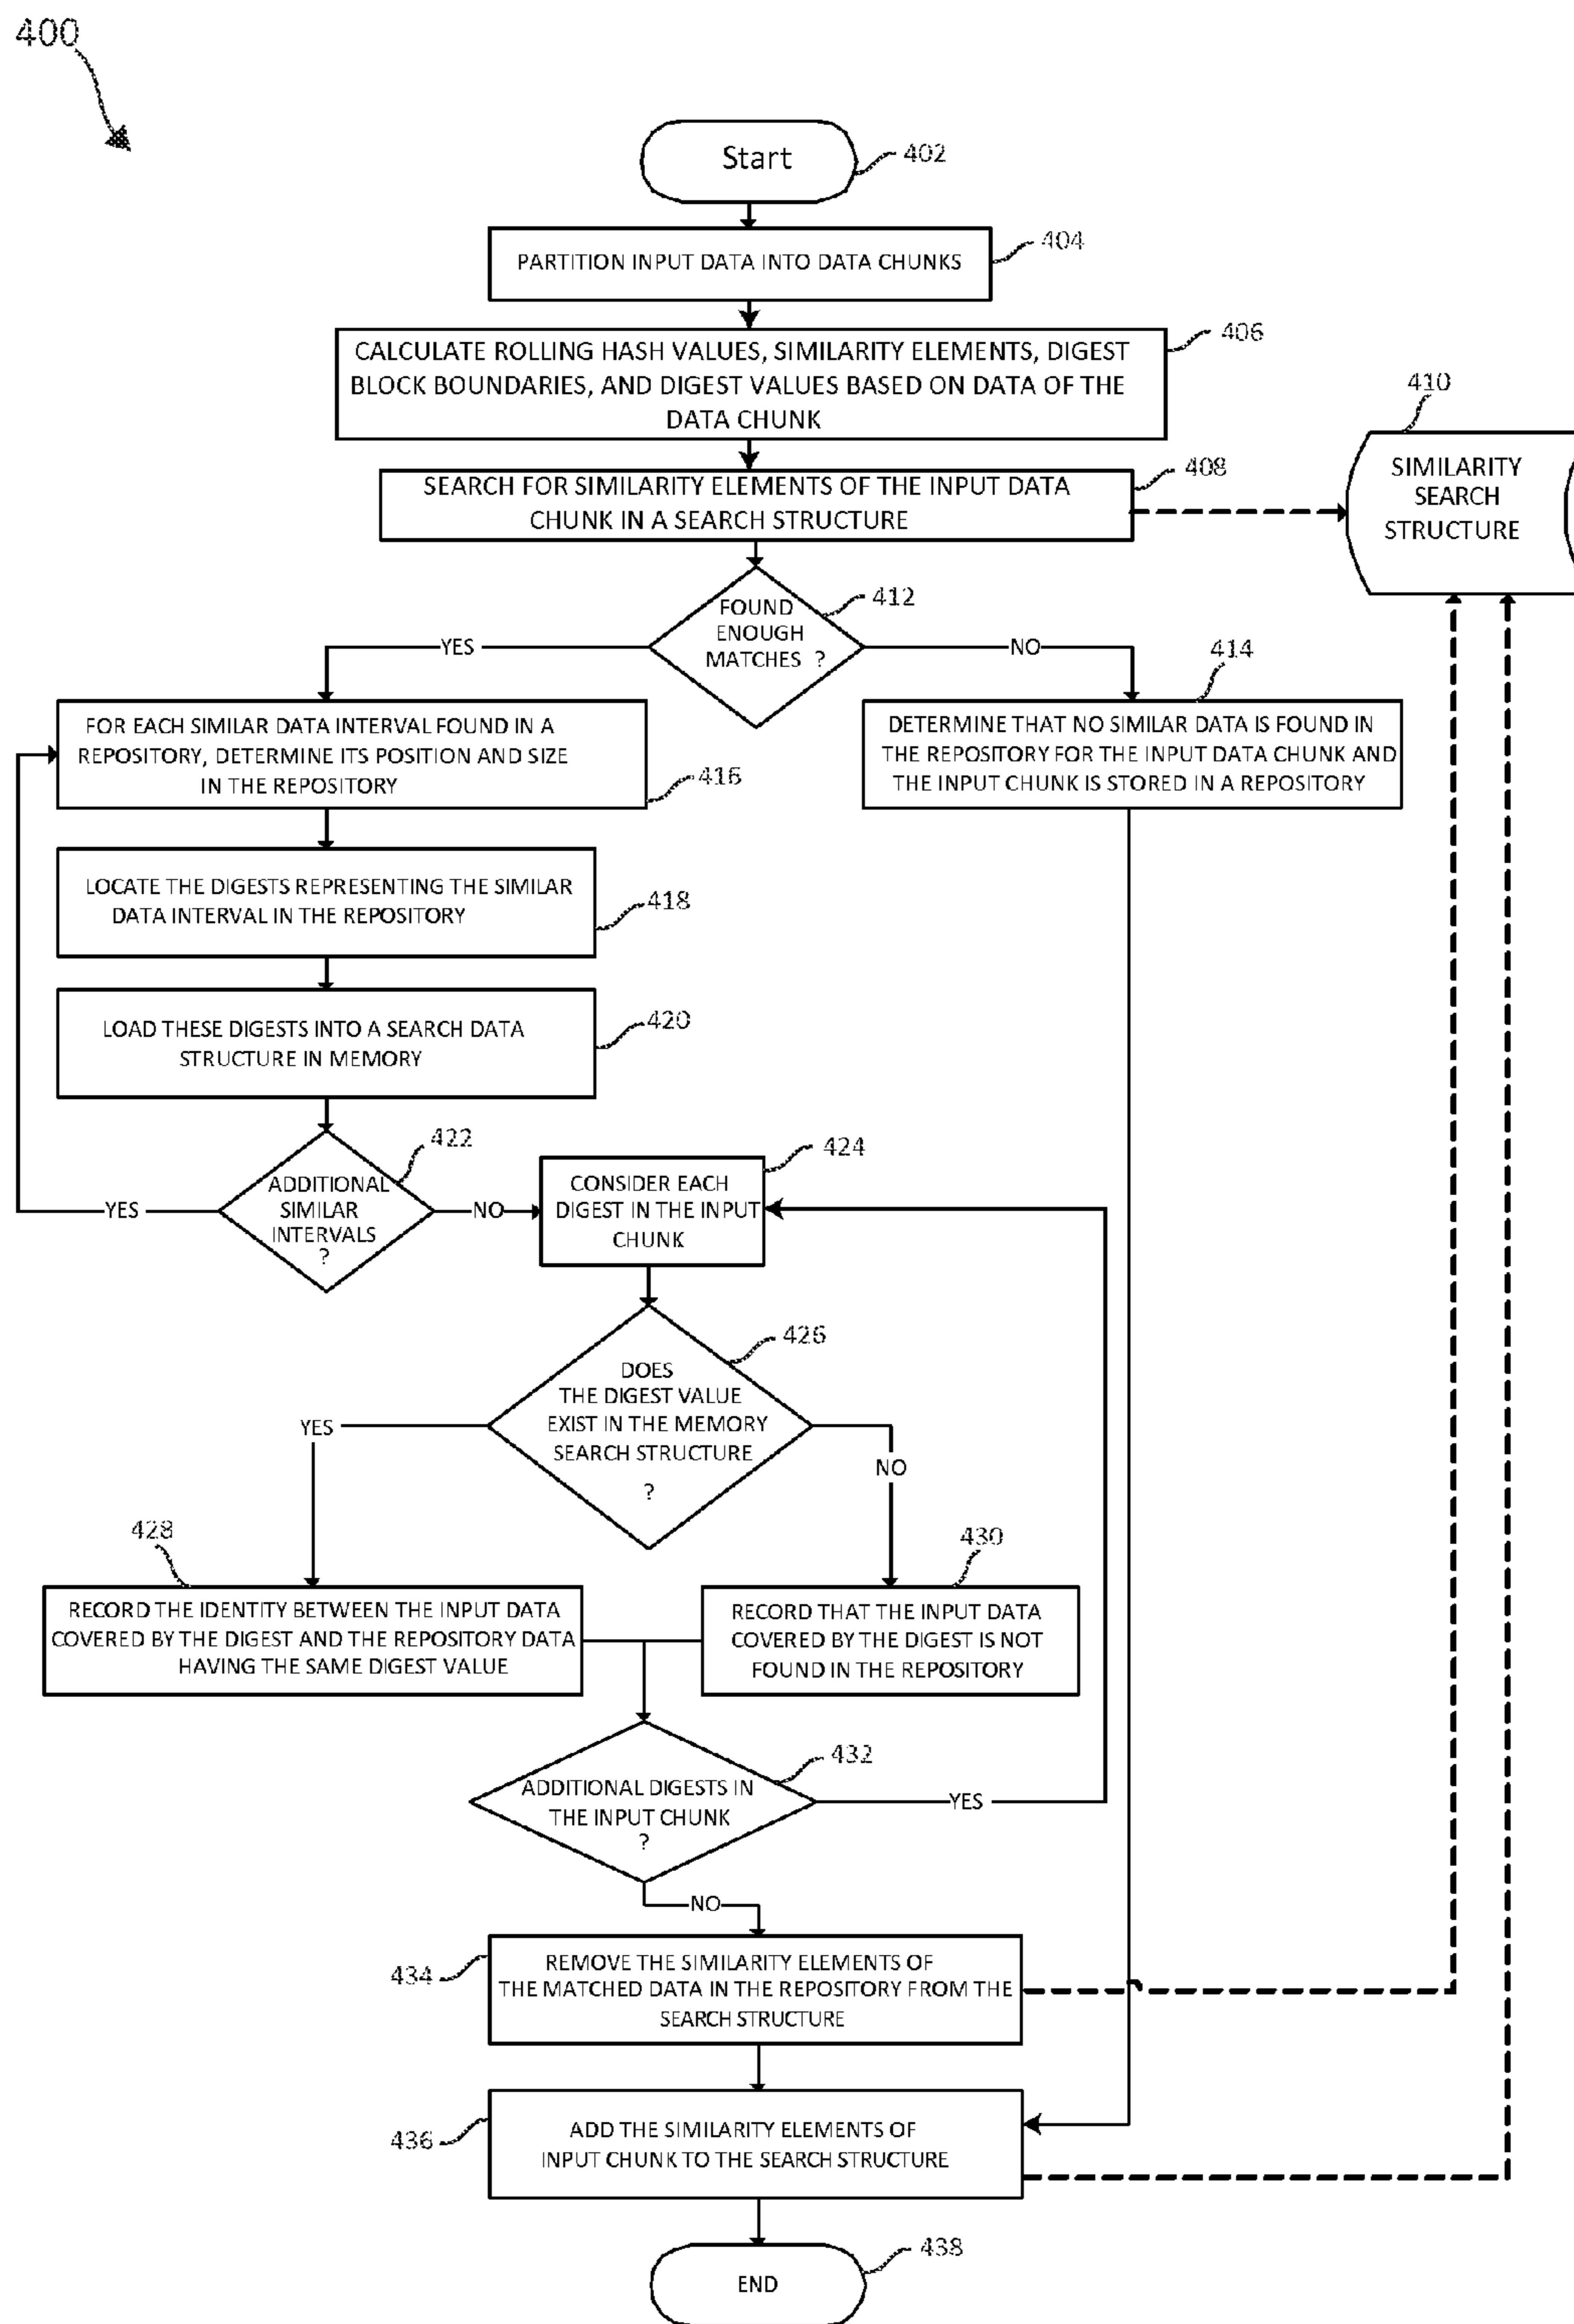 400
Start
402
PARTITION INPUT DATA INTO DATA CHUNKS
404
CALCULATE ROLLING HASH VALUES, SIMILARITY ELEMENTS, DIGEST
BLOCK BOUNDARIES, AND DIGEST VALUES BASED ON DATA OF THE
DATA CHUNK
406
SEARCH FOR SIMILARITY ELEMENTS OF THE INPUT DATA
CHUNK IN A SEARCH STRUCTURE
408
410
SIMILARITY
SEARCH
STRUCTURE
FOUND
ENOUGH
MATCHES ?
412
YES
NO
414
DETERMINE THAT NO SIMILAR DATA IS FOUND IN
THE REPOSITORY FOR THE INPUT DATA CHUNK AND
THE INPUT CHUNK IS STORED IN A REPOSITORY
FOR EACH SIMILAR DATA INTERVAL FOUND IN A
REPOSITORY, DETERMINE ITS POSITION AND SIZE
IN THE REPOSITORY
416
LOCATE THE DIGESTS REPRESENTING THE SIMILAR
DATA INTERVAL IN THE REPOSITORY
418
LOAD THESE DIGESTS INTO A SEARCH DATA
STRUCTURE IN MEMORY
420
ADDITIONAL
SIMILAR
INTERVALS
?
422
YES
NO
CONSIDER EACH
DIGEST IN THE INPUT
CHUNK
424
DOES
THE DIGEST VALUE
EXIST IN THE MEMORY
SEARCH STRUCTURE
?
426
YES
NO
428
RECORD THE IDENTITY BETWEEN THE INPUT DATA
COVERED BY THE DIGEST AND THE REPOSITORY DATA
HAVING THE SAME DIGEST VALUE
430
RECORD THAT THE INPUT DATA
COVERED BY THE DIGEST IS NOT
FOUND IN THE REPOSITORY
ADDITIONAL DIGESTS IN
THE INPUT CHUNK
?
432
YES
NO
434
REMOVE THE SIMILARITY ELEMENTS OF
THE MATCHED DATA IN THE REPOSITORY FROM THE
SEARCH STRUCTURE
436
ADD THE SIMILARITY ELEMENTS OF
INPUT CHUNK TO THE SEARCH STRUCTURE
438
END